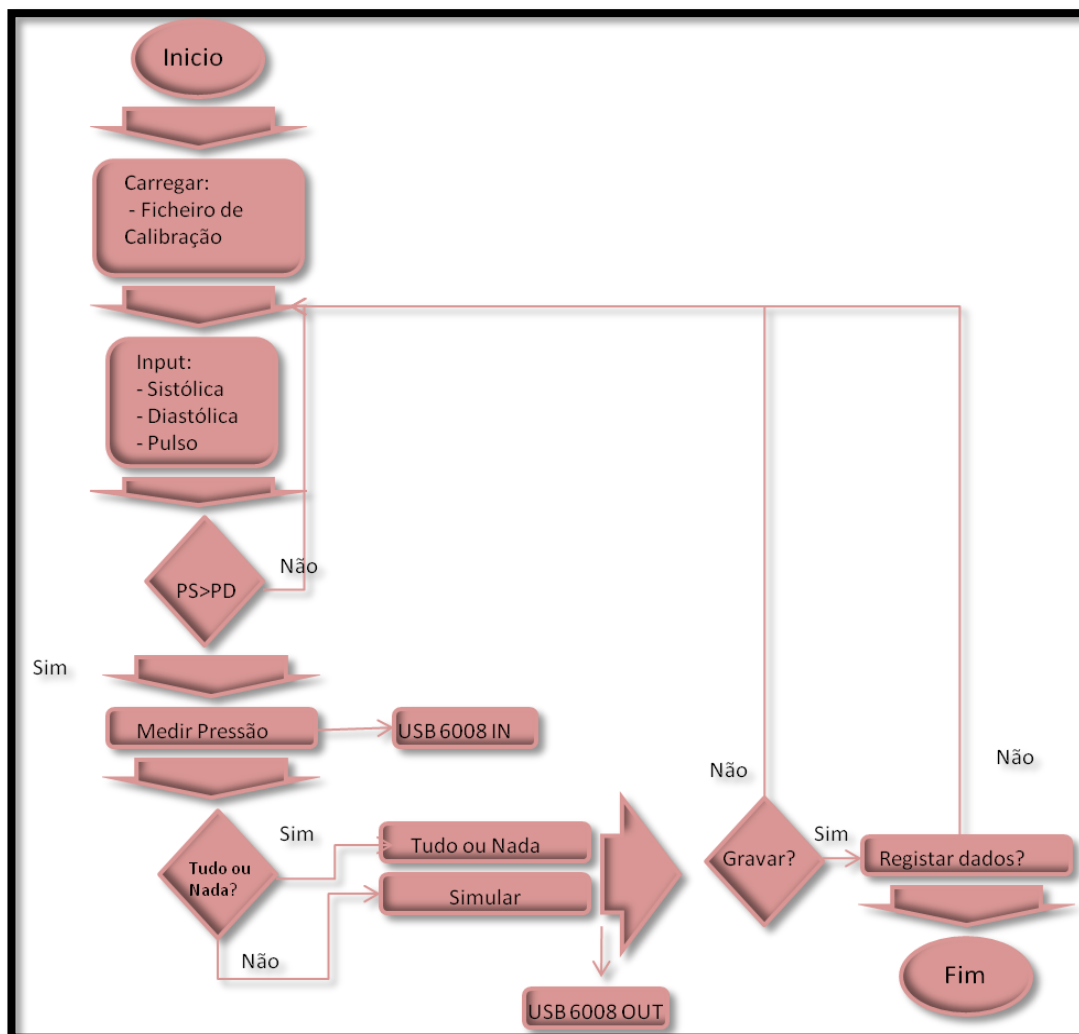 Inicio
Carregar:
- Ficheiro de
Calibração
Input:
- Sistólica
- Diastólica
- Pulso
PS>PD
Não
Sim
Medir Pressão
USB 6008 IN
Tudo ou
Nada?
Sim
Não
Tudo ou Nada
Simular
USB 6008 OUT
Gravar?
Não
Sim
Registar dados?
Não
Fim